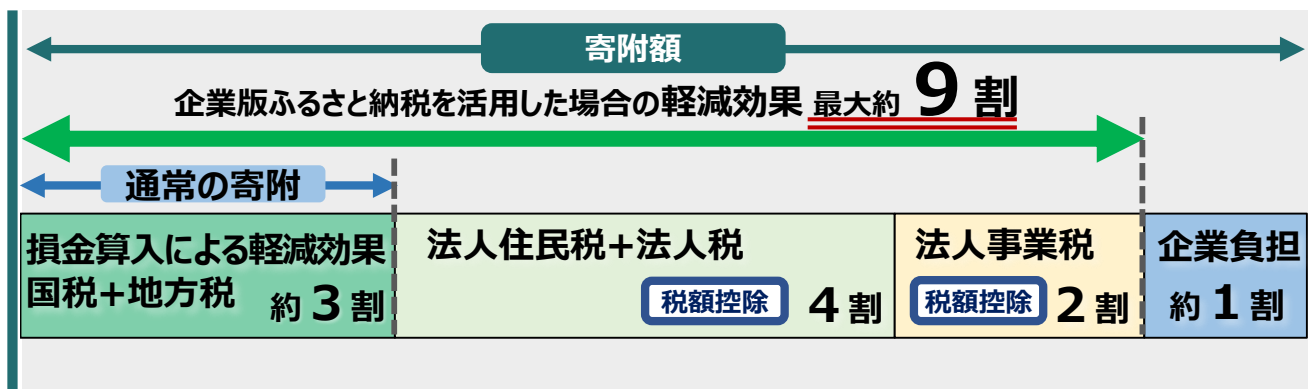 寄附額
企業版ふるさと納税を活用した場合の軽減効果 最大約 9 割
通常の寄附
損金算入による軽減効果
国税+地方税 約 3 割
法人住民税+法人税
税額控除 4 割
法人事業税
税額控除 2 割
企業負担
約 1 割